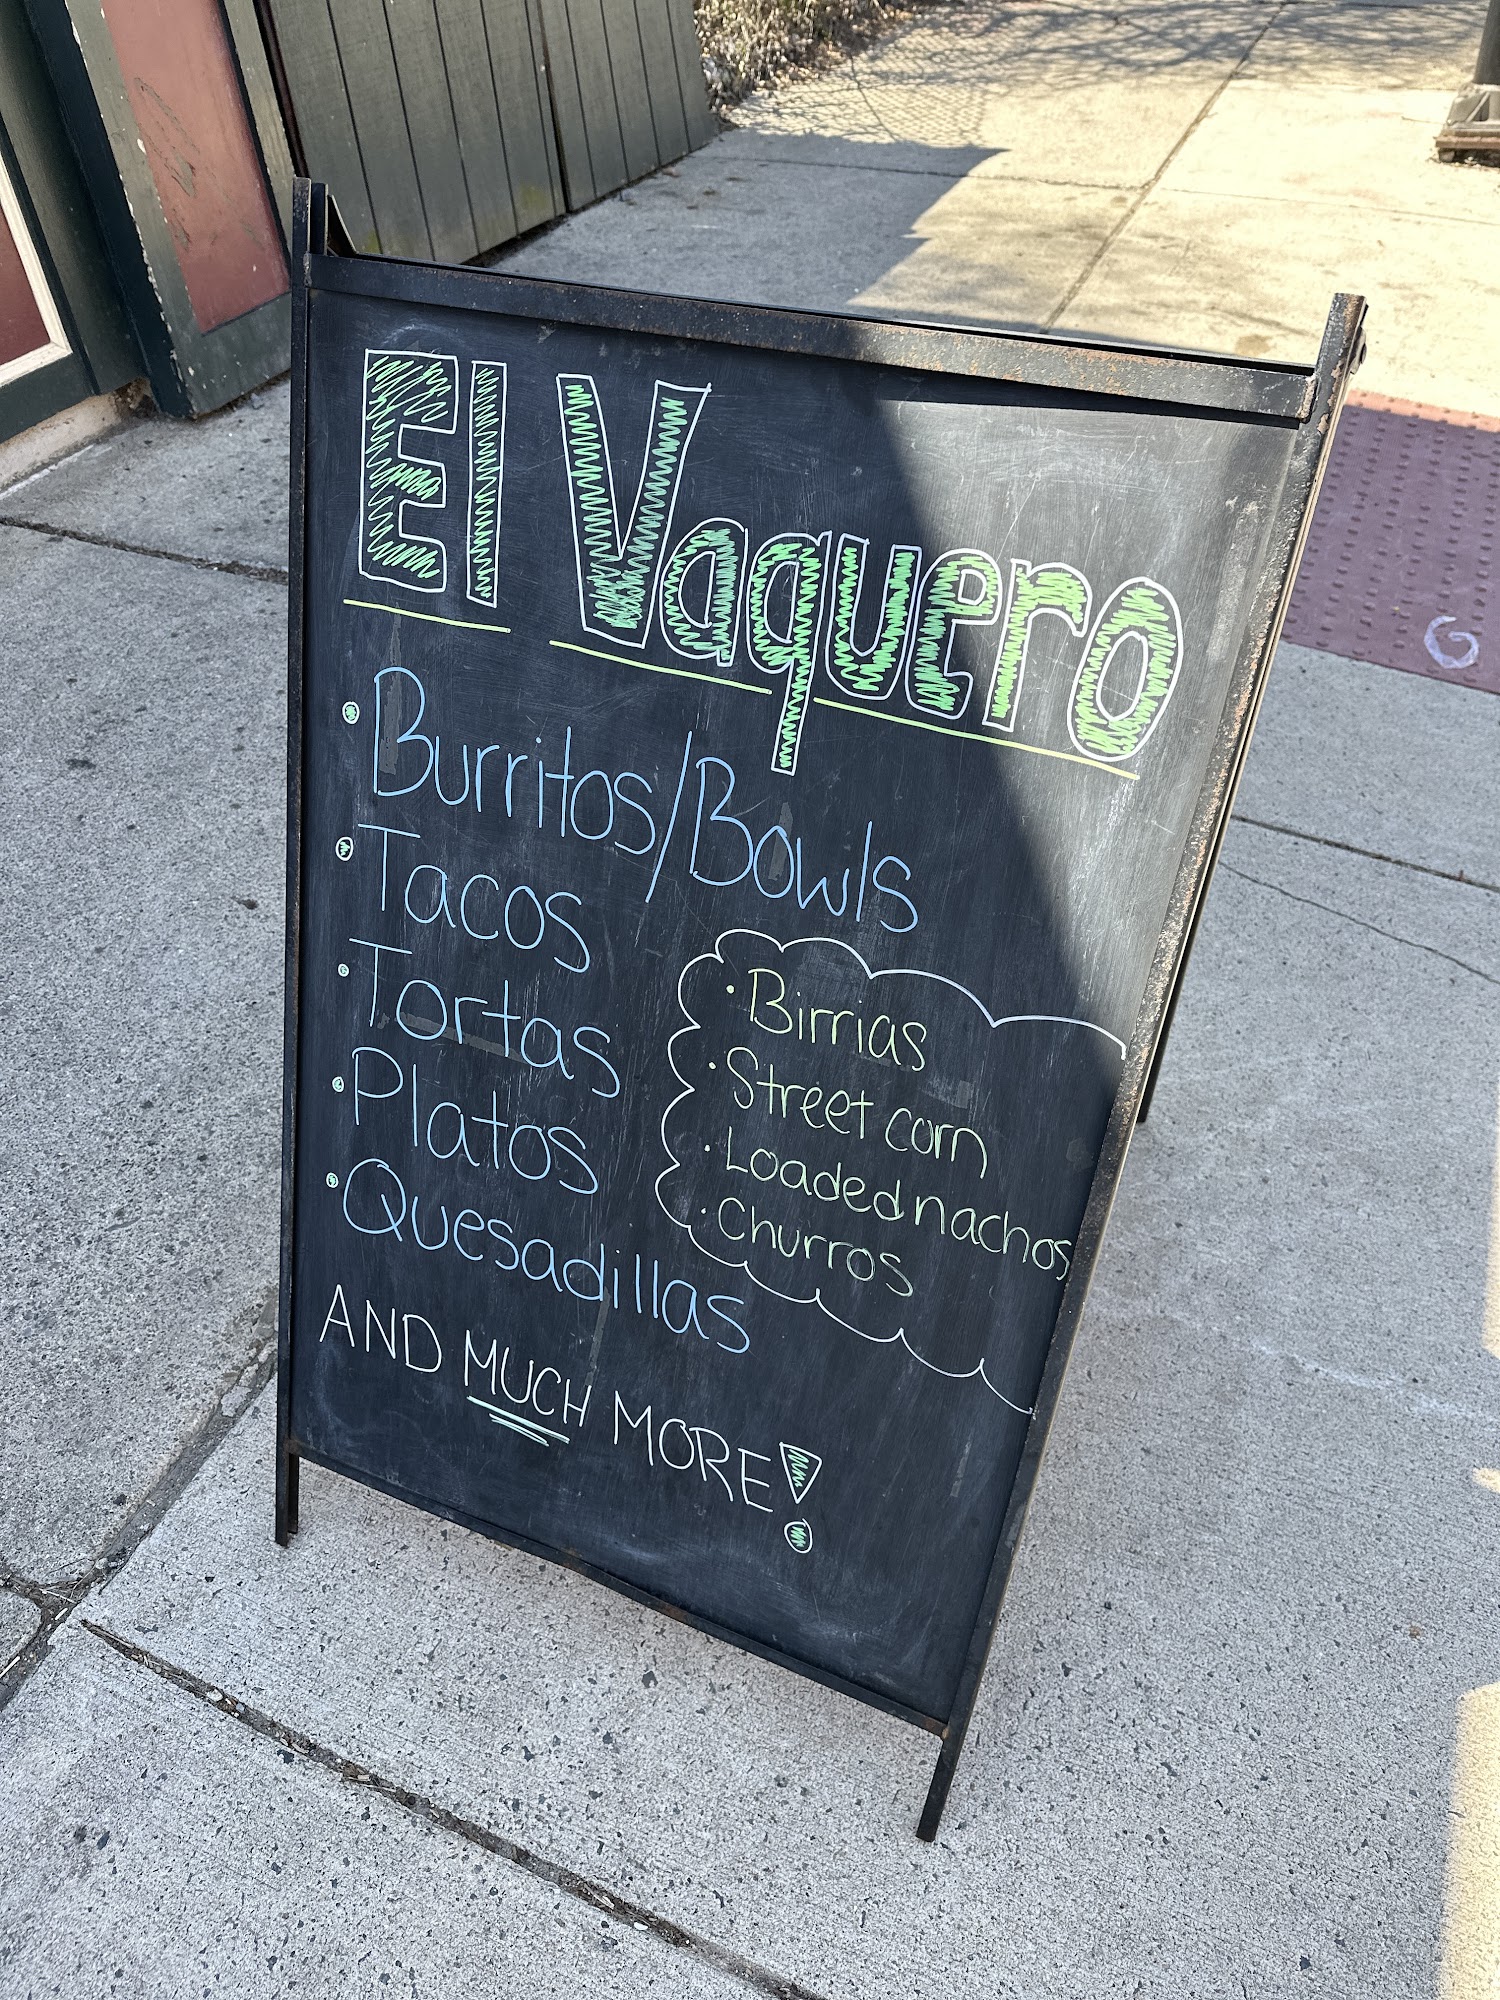 El Vaquero
• Burritos/Bowls
• Tacos
• Tortas
• Platos
• Quesadillas
• Birrias
• Street corn
• Loaded nachos
• Churros
AND MUCH MORE!